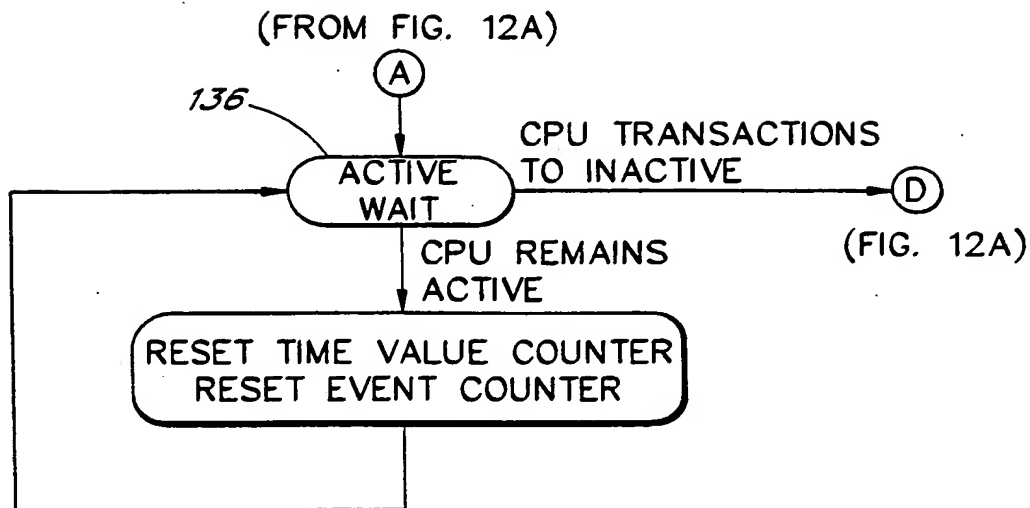 (FROM FIG. 12A)
A
136
CPU TRANSACTIONS
TO INACTIVE
ACTIVE
WAIT
D
(FIG. 12A)
CPU REMAINS
ACTIVE
RESET TIME VALUE COUNTER
RESET EVENT COUNTER